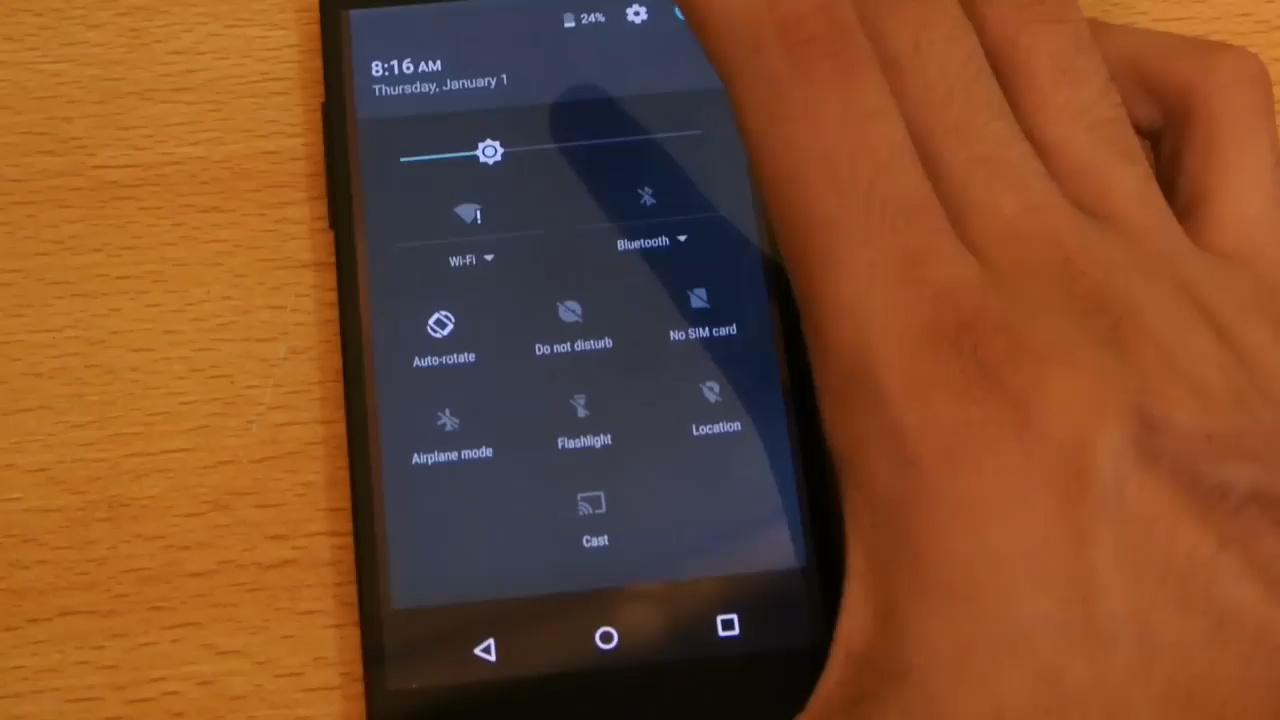 24%
8:16 AM
Thursday, January 1
Wi-Fi
Bluetooth
Auto-rotate
Do not disturb
No SIM card
Airplane mode
Flashlight
Location
Cast